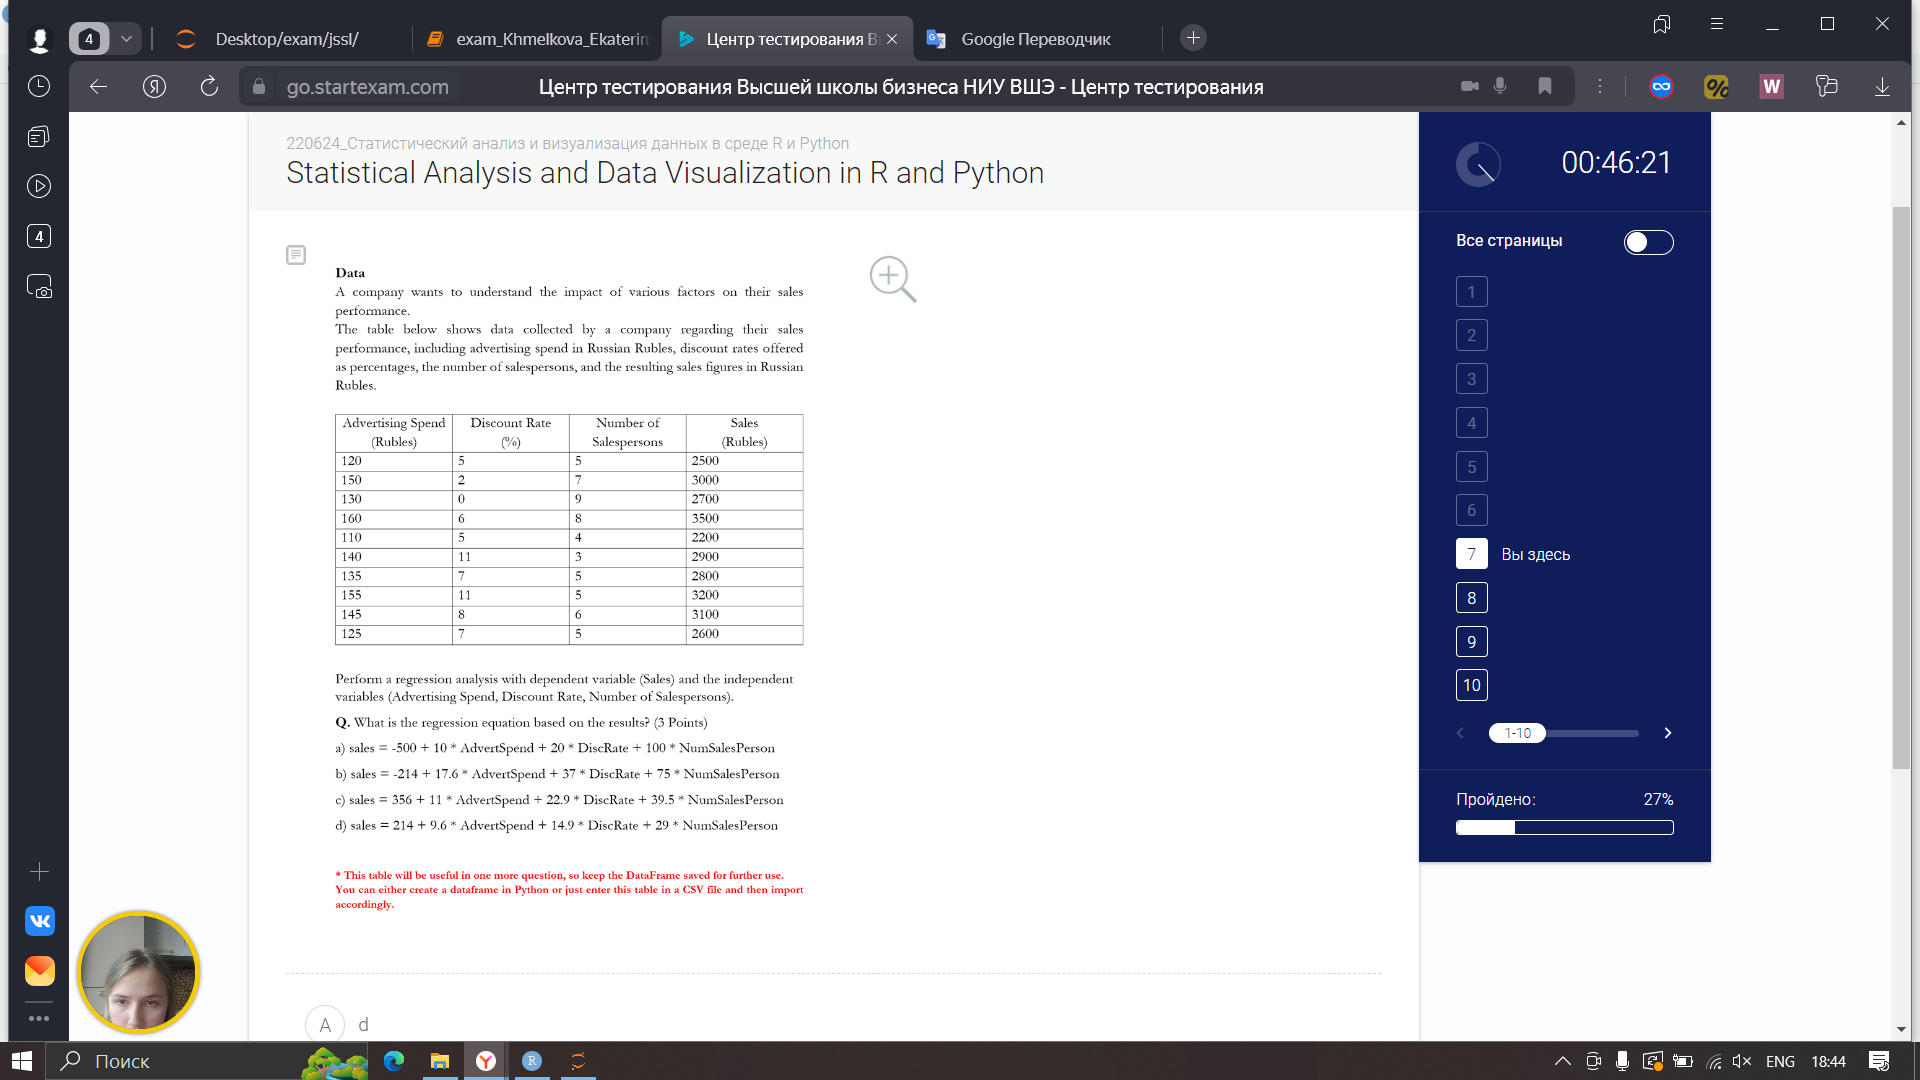 4
Desktop/exam/jssl/
exam_Khmelkova_Ekaterin
Центр тестирования В
Google Переводчик
Я
go.startexam.com
Центр тестирования Высшей школы бизнеса НИУ ВШЭ - Центр тестирования
%
W
4
220624_Статистический анализ и визуализация данных в среде R и Python
Statistical Analysis and Data Visualization in R and Python
00:46:21
Все страницы
Data
A company wants to understand the impact of various factors on their sales
performance.
The table below shows data collected by a company regarding their sales
performance, including advertising spend in Russian Rubles, discount rates offered
as percentages, the number of salespersons, and the resulting sales figures in Russian
Rubles.
Advertising Spend (Rubles) Discount Rate (%) Number of Salespersons Sales (Rubles)
120 5 5 2500
150 2 7 3000
130 0 9 2700
160 6 8 3500
110 5 4 2200
140 11 3 2900
135 7 5 2800
155 11 5 3200
145 8 6 3100
125 7 5 2600
Perform a regression analysis with dependent variable (Sales) and the independent
variables (Advertising Spend, Discount Rate, Number of Salespersons).
Q. What is the regression equation based on the results? (3 Points)
a) sales = -500 + 10 * AdvertSpend + 20 * DiscRate + 100 * NumSalesPerson
b) sales = -214 + 17.6 * AdvertSpend + 37 * DiscRate + 75 * NumSalesPerson
c) sales = 356 + 11 * AdvertSpend + 22.9 * DiscRate + 39.5 * NumSalesPerson
d) sales = 214 + 9.6 * AdvertSpend + 14.9 * DiscRate + 29 * NumSalesPerson
* This table will be useful in one more question, so keep the DataFrame saved for further use.
You can either create a dataframe in Python or just enter this table in a CSV file and then import
accordingly.
A d
1
2
3
4
5
6
7 Вы здесь
8
9
10
1-10
Пройдено: 27%
Поиск
R
ENG
18:44